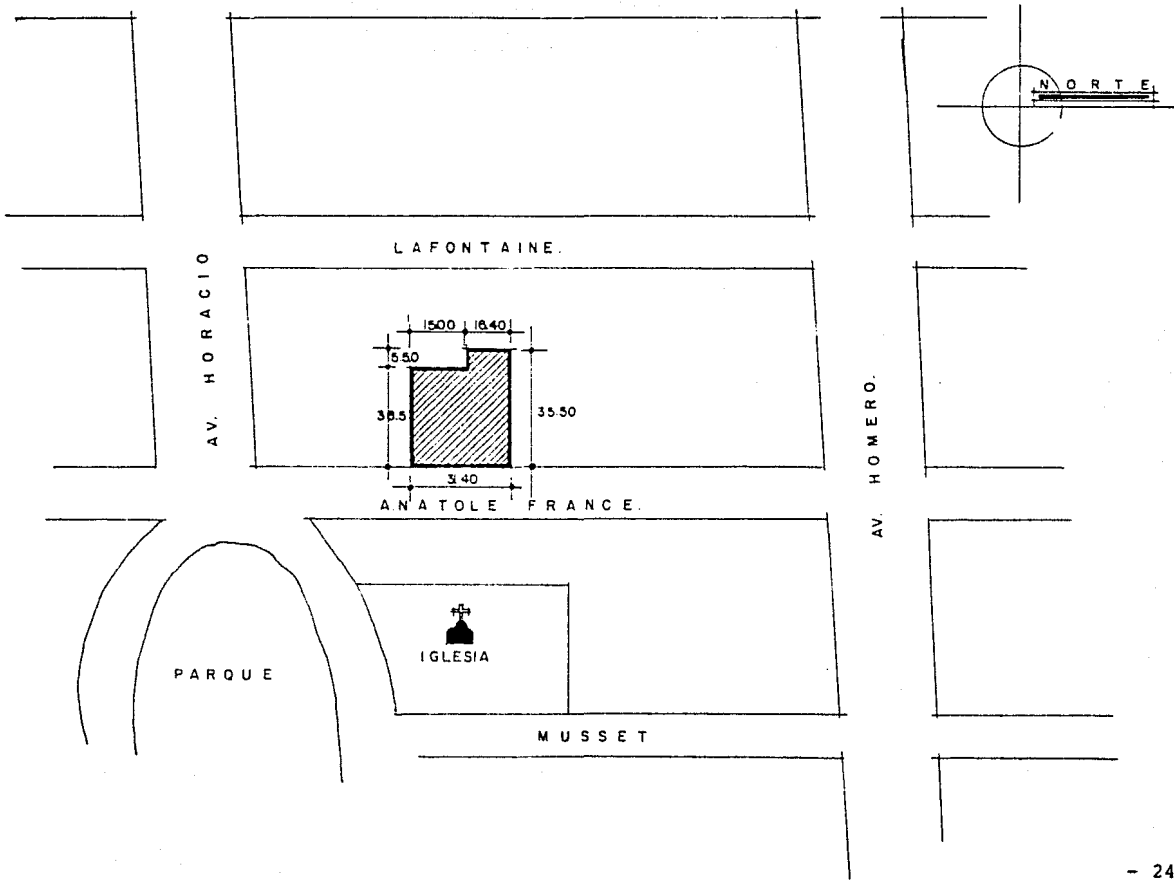 NORTE
LAFONTAINE.
AV. HORACIO
15.00 16.40
5.50
35.50
31.40
ANATOLE FRANCE.
AV. HOMERO.
IGLESIA
PARQUE
MUSSET
- 24